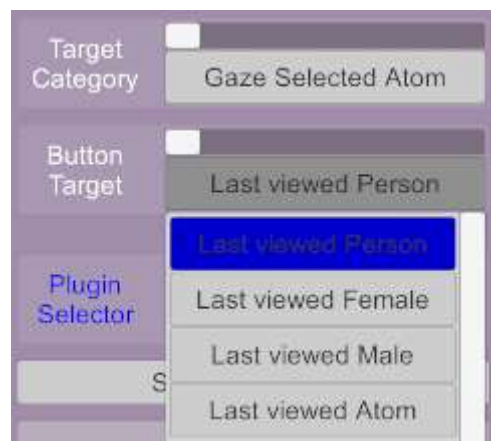 Target
Category
Gaze Selected Atom
Button
Target
Last viewed Person
Last viewed Person
Last viewed Female
Plugin
Selector
Last viewed Male
S
Last viewed Atom